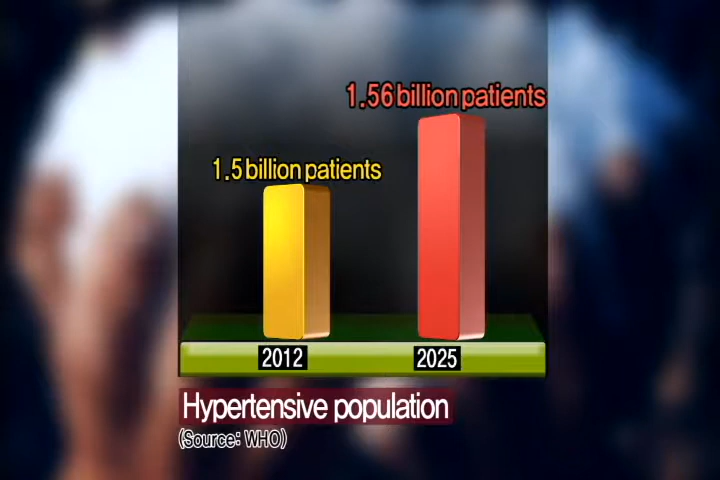 1.56 billion patients
1.5 billion patients
2012 2025
Hypertensive population
(Source: WHO)